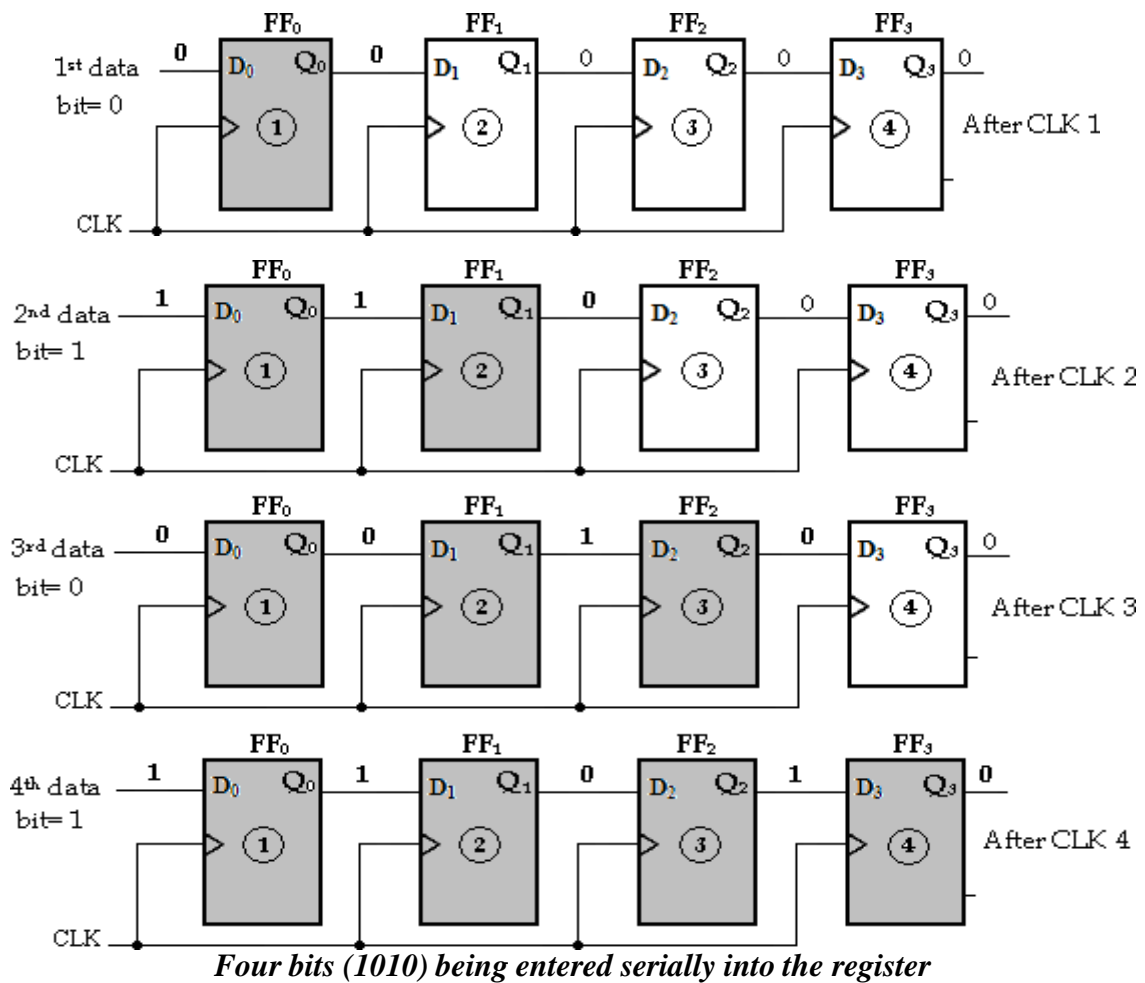 FF₀ FF₁ FF₂ FF₃
1st data 0 D₀ Q₀ 0 D₁ Q₁ 0 D₂ Q₂ 0 D₃ Q₃ 0
bit= 0
1 2 3 4 After CLK 1
CLK
FF₀ FF₁ FF₂ FF₃
2nd data 1 D₀ Q₀ 1 D₁ Q₁ 0 D₂ Q₂ 0 D₃ Q₃ 0
bit= 1
1 2 3 4 After CLK 2
CLK
FF₀ FF₁ FF₂ FF₃
3rd data 0 D₀ Q₀ 0 D₁ Q₁ 1 D₂ Q₂ 0 D₃ Q₃ 0
bit= 0
1 2 3 4 After CLK 3
CLK
FF₀ FF₁ FF₂ FF₃
4th data 1 D₀ Q₀ 1 D₁ Q₁ 0 D₂ Q₂ 1 D₃ Q₃ 0
bit= 1
1 2 3 4 After CLK 4
CLK
Four bits (1010) being entered serially into the register